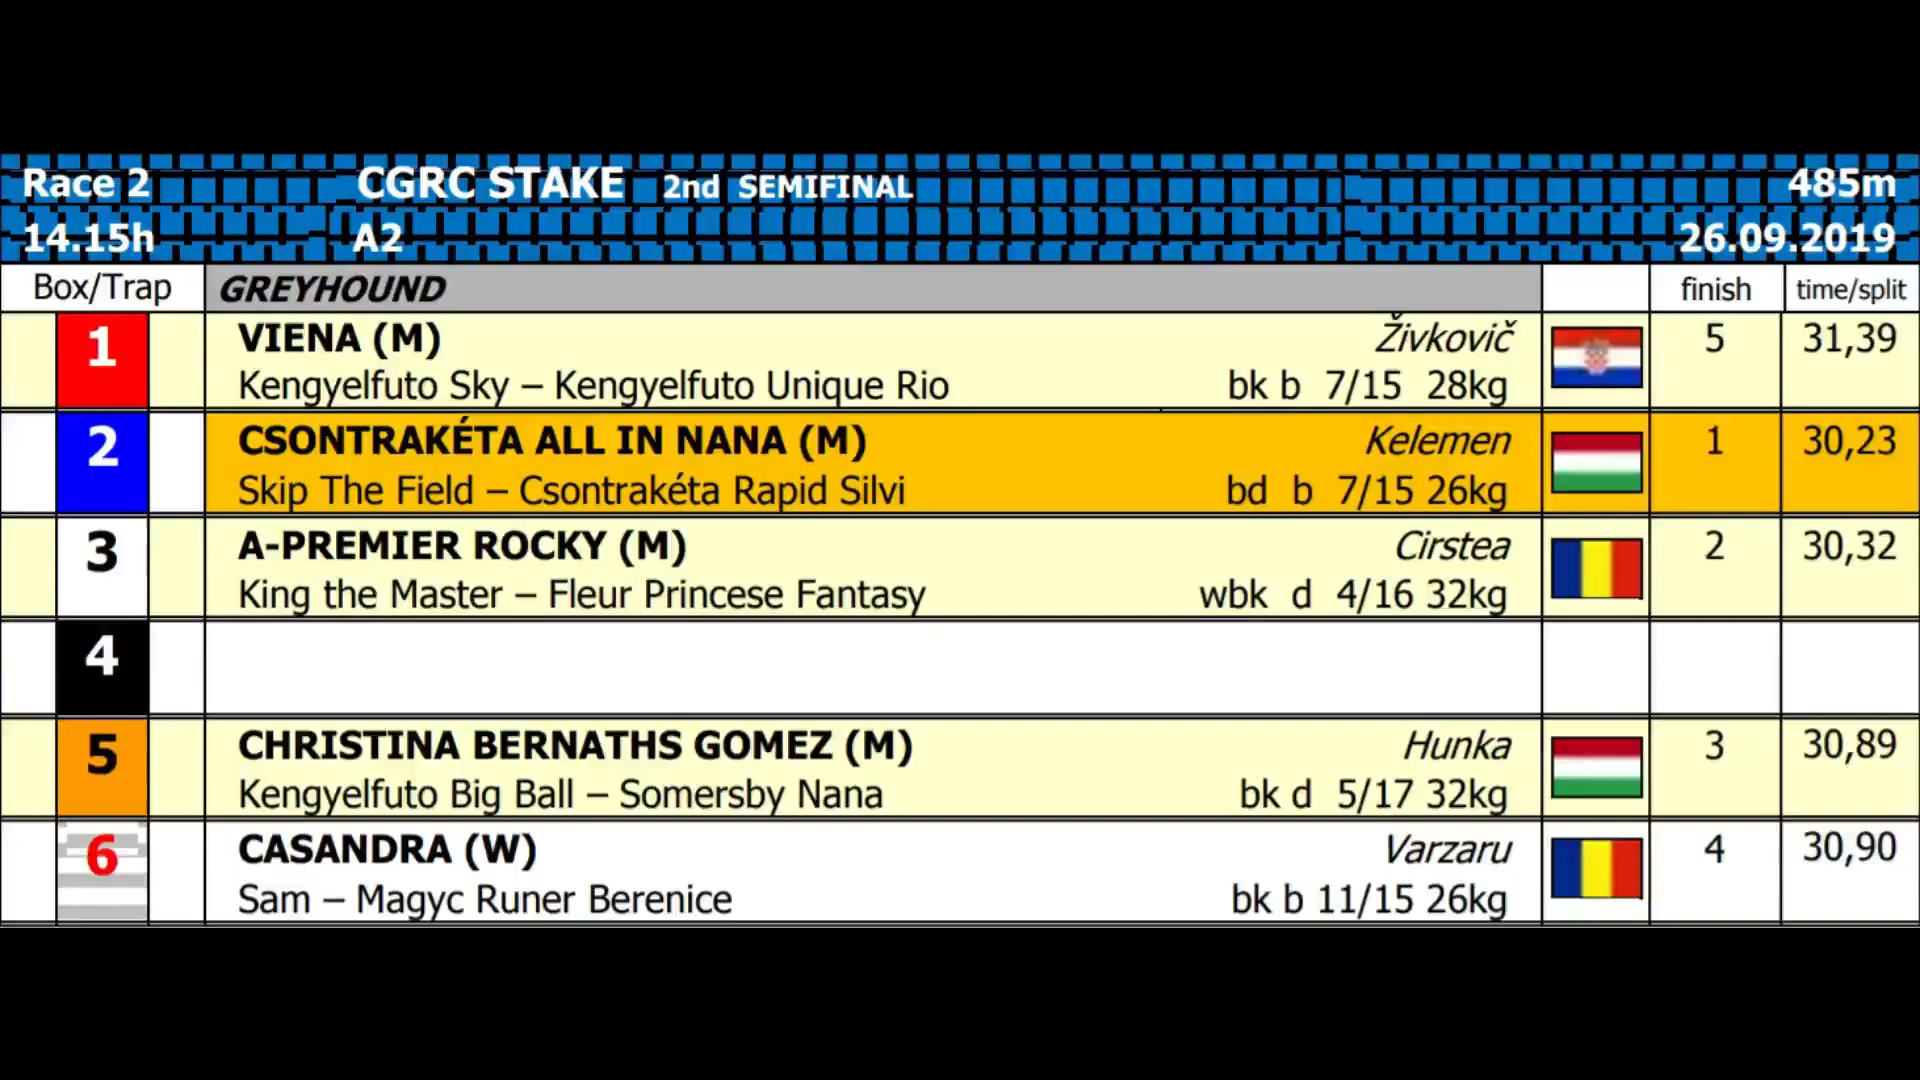 Race 2 CGRC STAKE 2nd SEMIFINAL 485m
14.15h A2 26.09.2019
Box/Trap GREYHOUND finish time/split
1 VIENA (M) Živkovič 5 31,39
Kengyelfuto Sky – Kengyelfuto Unique Rio bk b 7/15 28kg
2 CSONTRAKÉTA ALL IN NANA (M) Kelemen 1 30,23
Skip The Field – Csontrakéta Rapid Silvi bd b 7/15 26kg
3 A-PREMIER ROCKY (M) Cirstea 2 30,32
King the Master – Fleur Princese Fantasy wbk d 4/16 32kg
4
5 CHRISTINA BERNATHS GOMEZ (M) Hunka 3 30,89
Kengyelfuto Big Ball – Somersby Nana bk d 5/17 32kg
6 CASANDRA (W) Varzaru 4 30,90
Sam – Magyc Runer Berenice bk b 11/15 26kg